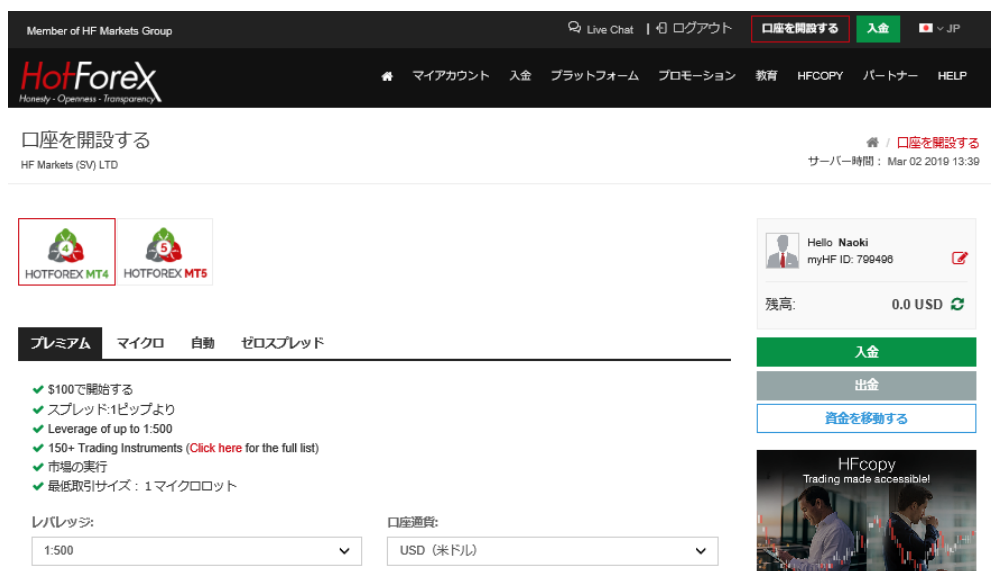 Member of HF Markets Group
Live Chat | ログアウト 口座を開設する 入金 JP
HotForex
Honesty - Openness - Transparency
マイアカウント 入金 プラットフォーム プロモーション 教育 HFCOPY パートナー HELP
口座を開設する
HF Markets (SV) LTD
/ 口座を開設する
サーバー時間： Mar 02 2019 13:39
4
HOTFOREX MT4
5
HOTFOREX MT5
プレミアム マイクロ 自動 ゼロスプレッド
$100で開始する
スプレッド:1ピップより
Leverage of up to 1:500
150+ Trading Instruments (Click here for the full list)
市場の実行
最低取引サイズ： 1 マイクロロット
レバレッジ:
1:500
口座通貨:
USD（米ドル）
Hello Naoki
myHF ID: 799496
残高: 0.0 USD
入金
出金
資金を移動する
HFcopy
Trading made accessible!